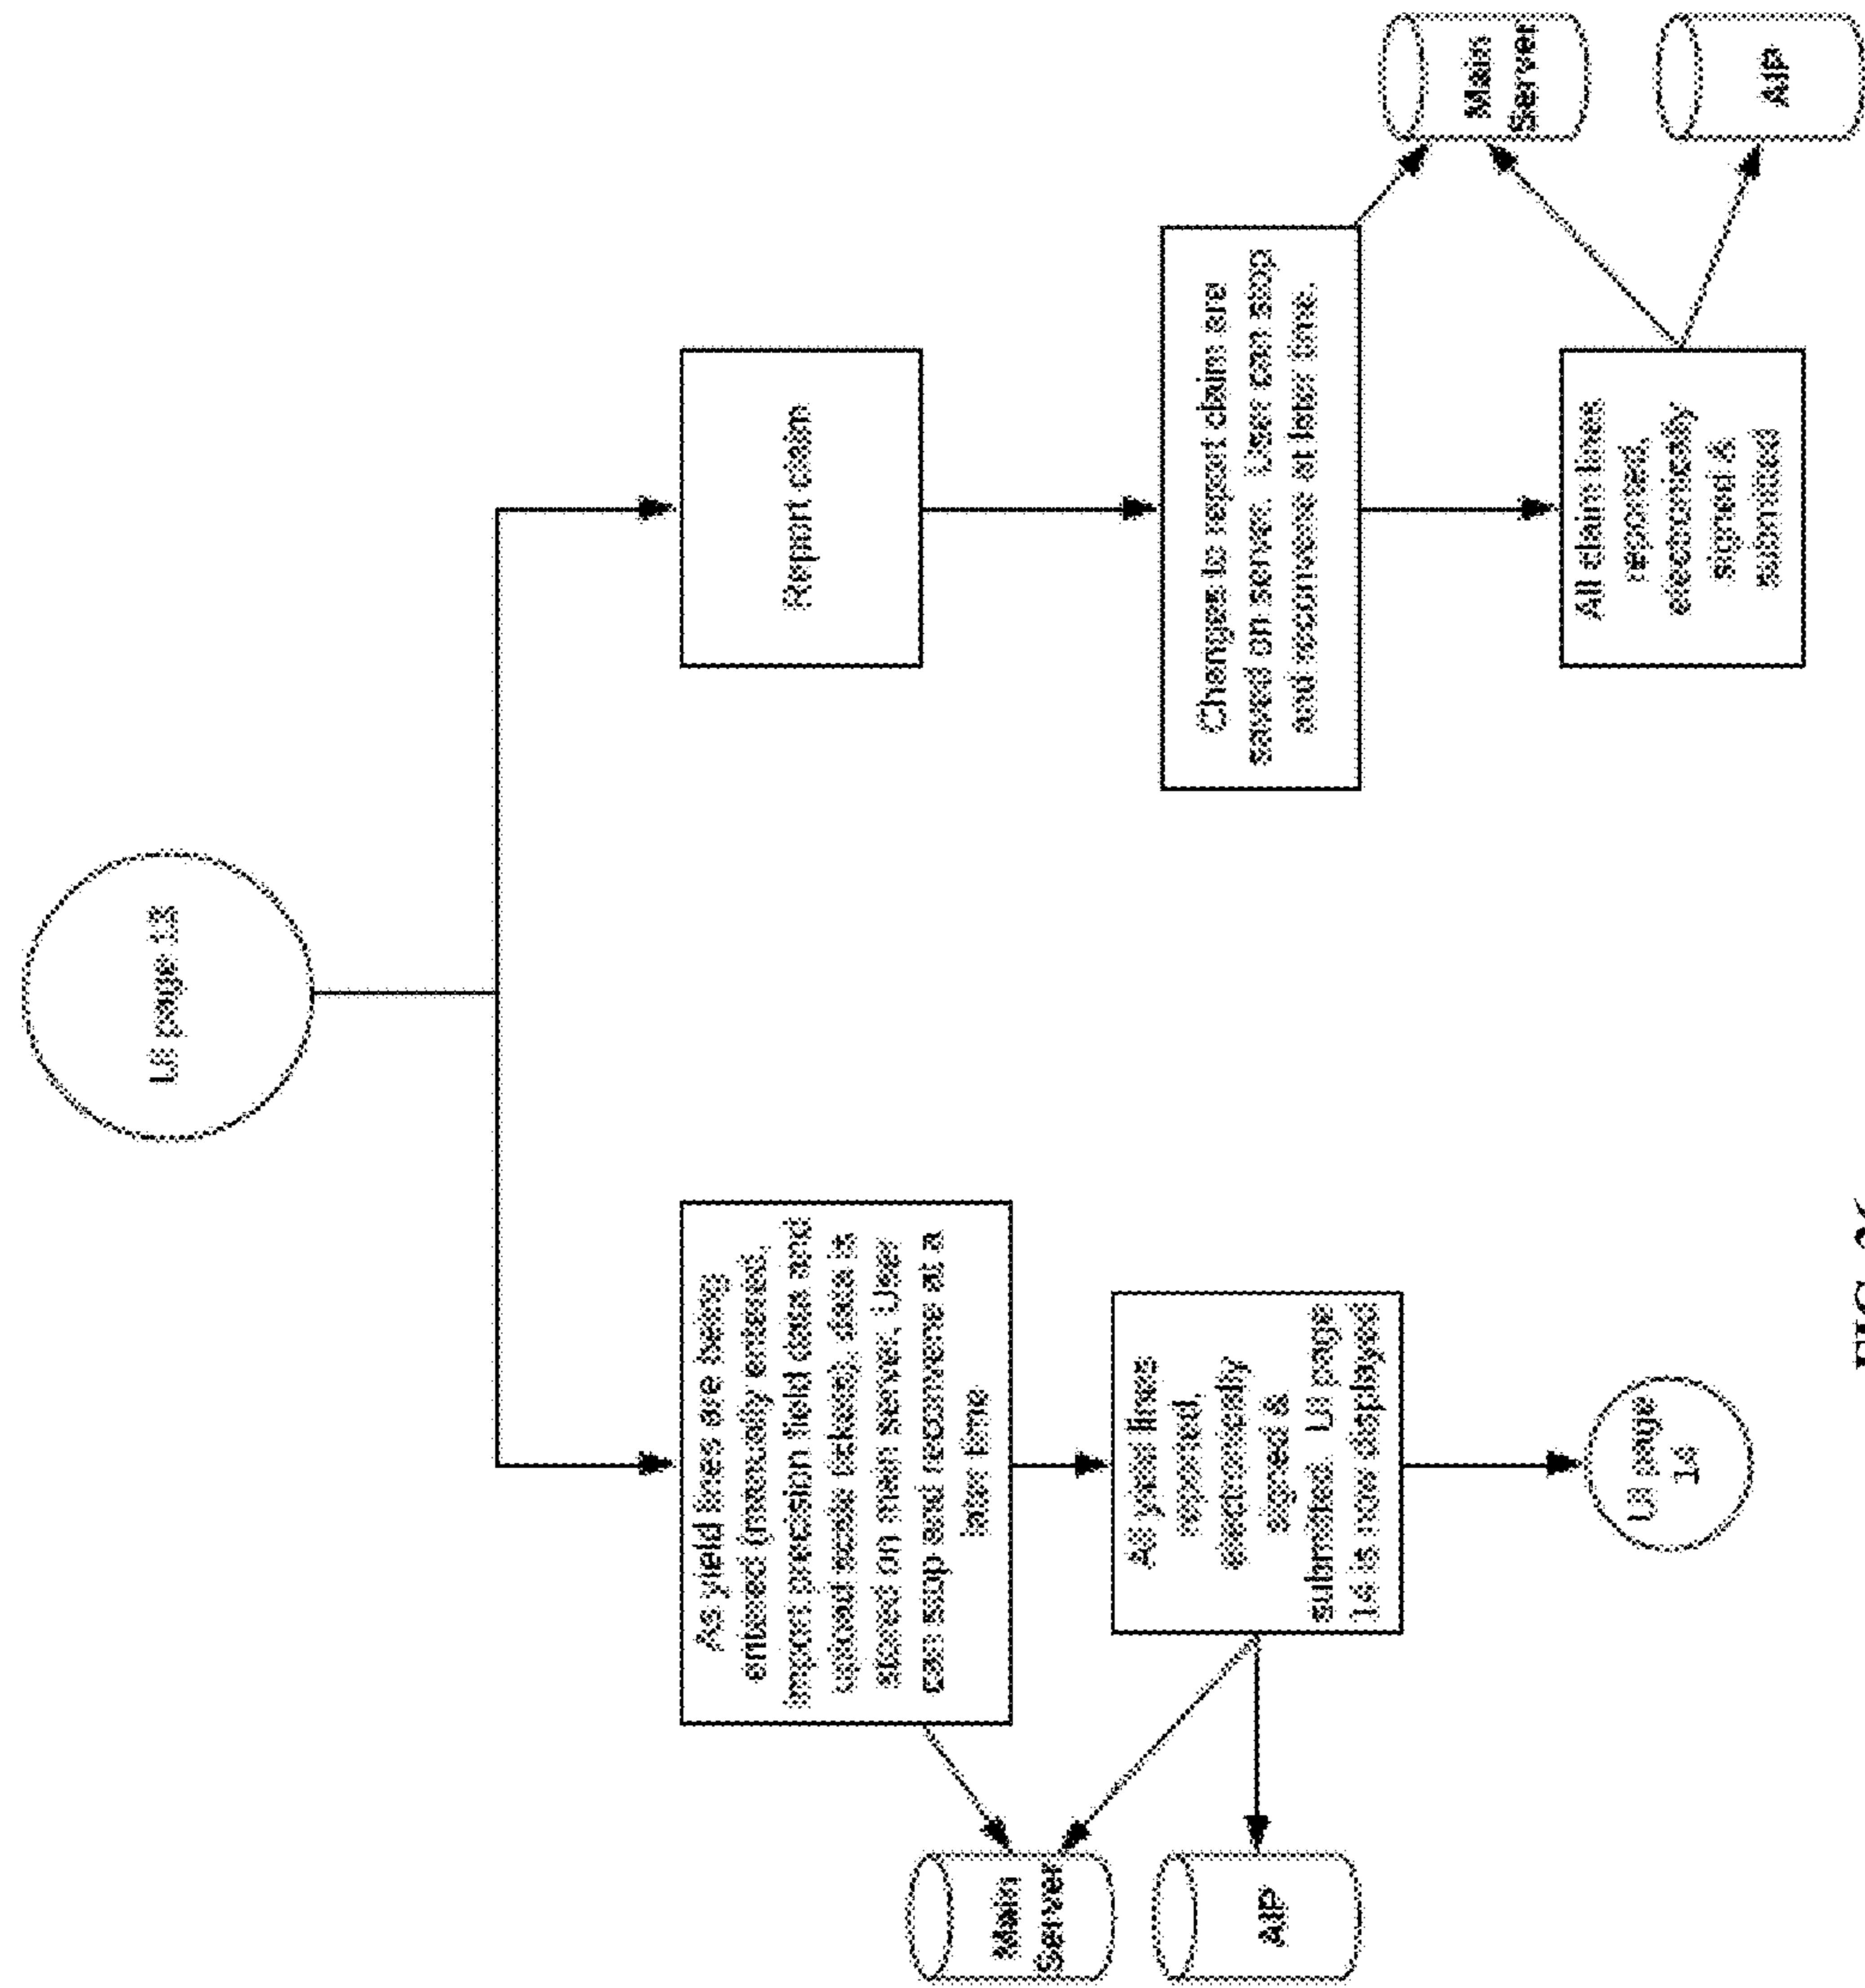 UI page 13
As yield lines are being
entered (manually entered,
import precision field data and
upload scale tickets), data is
stored on main server. User
can stop and reconvene at a
later time
Main
Server
All yield lines
reported,
electronically
signed &
submitted. UI page
14 is now displayed
AIP
UI page
14
Report claim
Changes to report claim are
saved on server. User can stop
and reconvene at later time.
Main
Server
All claim lines
reported,
electronically
signed &
submitted
AIP